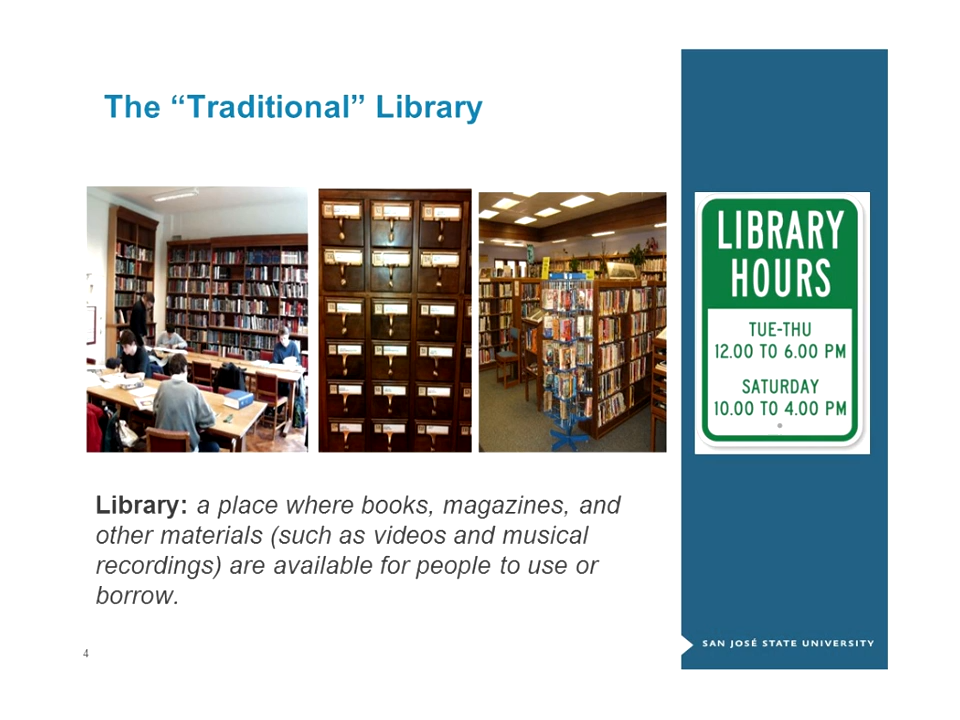 The “Traditional” Library
LIBRARY
HOURS
TUE-THU
12.00 TO 6.00 PM
SATURDAY
10.00 TO 4.00 PM
Library: a place where books, magazines, and
other materials (such as videos and musical
recordings) are available for people to use or
borrow.
4
SAN JOSÉ STATE UNIVERSITY